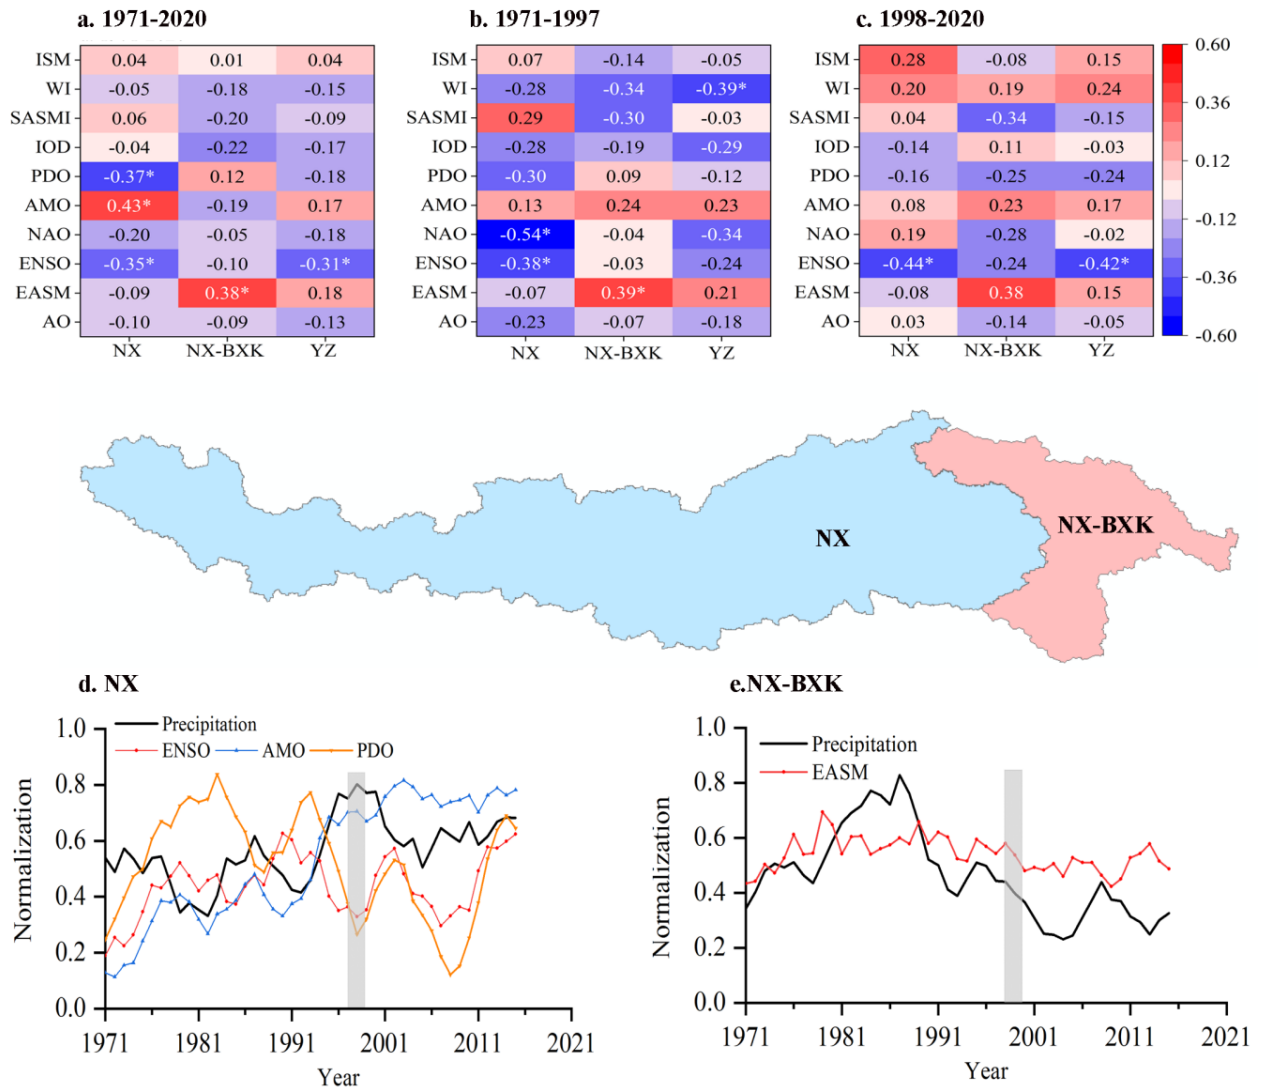 a. 1971-2020
b. 1971-1997
c. 1998-2020
ISM 0.04 0.01 0.04
WI -0.05 -0.18 -0.15
SASMI 0.06 -0.20 -0.09
IOD -0.04 -0.22 -0.17
PDO -0.37* 0.12 -0.18
AMO 0.43* -0.19 0.17
NAO -0.20 -0.05 -0.18
ENSO -0.35* -0.10 -0.31*
EASM -0.09 0.38* 0.18
AO -0.10 -0.09 -0.13
NX NX-BXK YZ
ISM 0.07 -0.14 -0.05
WI -0.28 -0.34 -0.39*
SASMI 0.29 -0.30 -0.03
IOD -0.28 -0.19 -0.29
PDO -0.30 0.09 -0.12
AMO 0.13 0.24 0.23
NAO -0.54* -0.04 -0.34
ENSO -0.38* -0.03 -0.24
EASM -0.07 0.39* 0.21
AO -0.23 -0.07 -0.18
NX NX-BXK YZ
ISM 0.28 -0.08 0.15
WI 0.20 0.19 0.24
SASMI 0.04 -0.34 -0.15
IOD -0.14 0.11 -0.03
PDO -0.16 -0.25 -0.24
AMO 0.08 0.23 0.17
NAO 0.19 -0.28 -0.02
ENSO -0.44* -0.24 -0.42*
EASM -0.08 0.38 0.15
AO 0.03 -0.14 -0.05
NX NX-BXK YZ
0.60
0.36
0.12
-0.12
-0.36
-0.60
NX
NX-BXK
d. NX
Precipitation
ENSO AMO PDO
Normalization
1.0
0.8
0.6
0.4
0.2
0.0
1971 1981 1991 2001 2011 2021
Year
e.NX-BXK
Precipitation
EASM
Normalization
1.0
0.8
0.6
0.4
0.2
0.0
1971 1981 1991 2001 2011 2021
Year